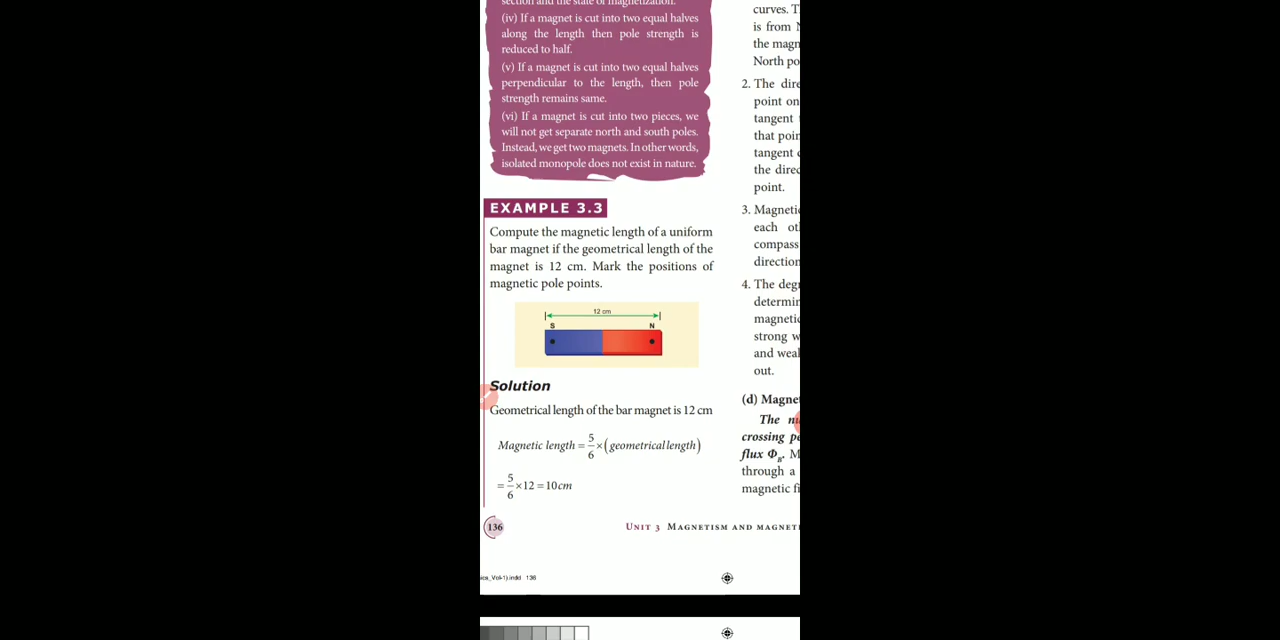 section and the state of magnetization.
(iv) If a magnet is cut into two equal halves
along the length then pole strength is
reduced to half.
(v) If a magnet is cut into two equal halves
perpendicular to the length, then pole
strength remains same.
(vi) If a magnet is cut into two pieces, we
will not get separate north and south poles.
Instead, we get two magnets. In other words,
isolated monopole does not exist in nature.
EXAMPLE 3.3
Compute the magnetic length of a uniform
bar magnet if the geometrical length of the
magnet is 12 cm. Mark the positions of
magnetic pole points.
12 cm
S N
Solution
Geometrical length of the bar magnet is 12 cm
Magnetic length = 5/6 × (geometrical length)
= 5/6 × 12 = 10 cm
curves. T
is from N
the magn
North po
2. The dire
point on
tangent
that poin
tangent
the direc
point.
3. Magnetic
each ot
compass
direction
4. The degr
determin
magnetic
strong w
and weak
out.
(d) Magnet
The nu
crossing pe
flux Φ_B. M
through a
magnetic fi
136
UNIT 3 MAGNETISM AND MAGNETI
ics_Vol-1).indd 136